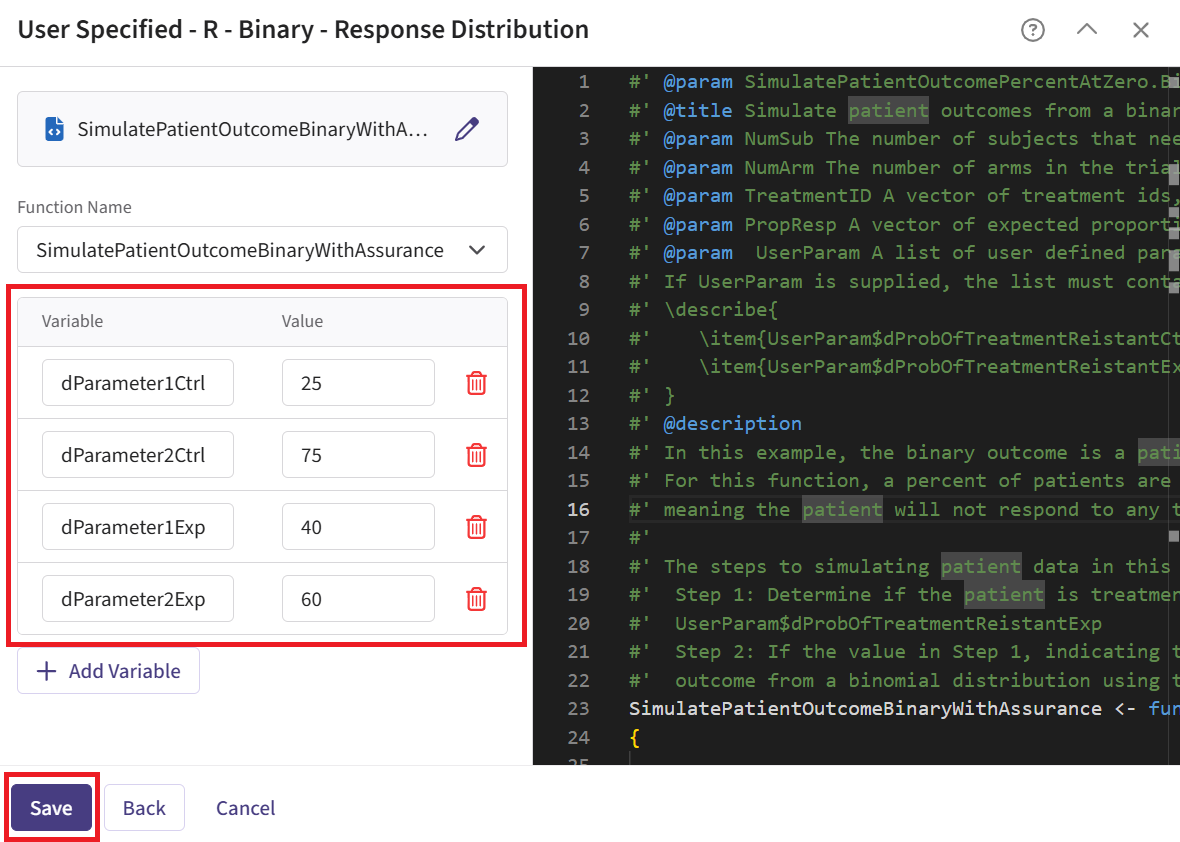 User Specified - R - Binary - Response Distribution
SimulatePatientOutcomeBinaryWithA...
Function Name
SimulatePatientOutcomeBinaryWithAssurance
Variable Value
dParameter1Ctrl 25
dParameter2Ctrl 75
dParameter1Exp 40
dParameter2Exp 60
Add Variable
Save Back Cancel
1 #' @param SimulatePatientOutcomePercentAtZero.Bi
2 #' @title Simulate patient outcomes from a binar
3 #' @param NumSub The number of subjects that nee
4 #' @param NumArm The number of arms in the tria
5 #' @param TreatmentID A vector of treatment ids,
6 #' @param PropResp A vector of expected proporti
7 #' @param  UserParam A list of user defined para
8 #' If UserParam is supplied, the list must conta
9 #' \describe{
10 #'    \item{UserParam$dProbOfTreatmentReistantCt
11 #'    \item{UserParam$dProbOfTreatmentReistantEx
12 #' }
13 #' @description
14 #' In this example, the binary outcome is a pati
15 #' For this function, a percent of patients are
16 #' meaning the patient will not respond to any t
17 #'
18 #' The steps to simulating patient data in this
19 #'  Step 1: Determine if the patient is treatmen
20 #'  UserParam$dProbOfTreatmentReistantExp
21 #'  Step 2: If the value in Step 1, indicating t
22 #'  outcome from a binomial distribution using t
23 SimulatePatientOutcomeBinaryWithAssurance <- fun
24 {
25